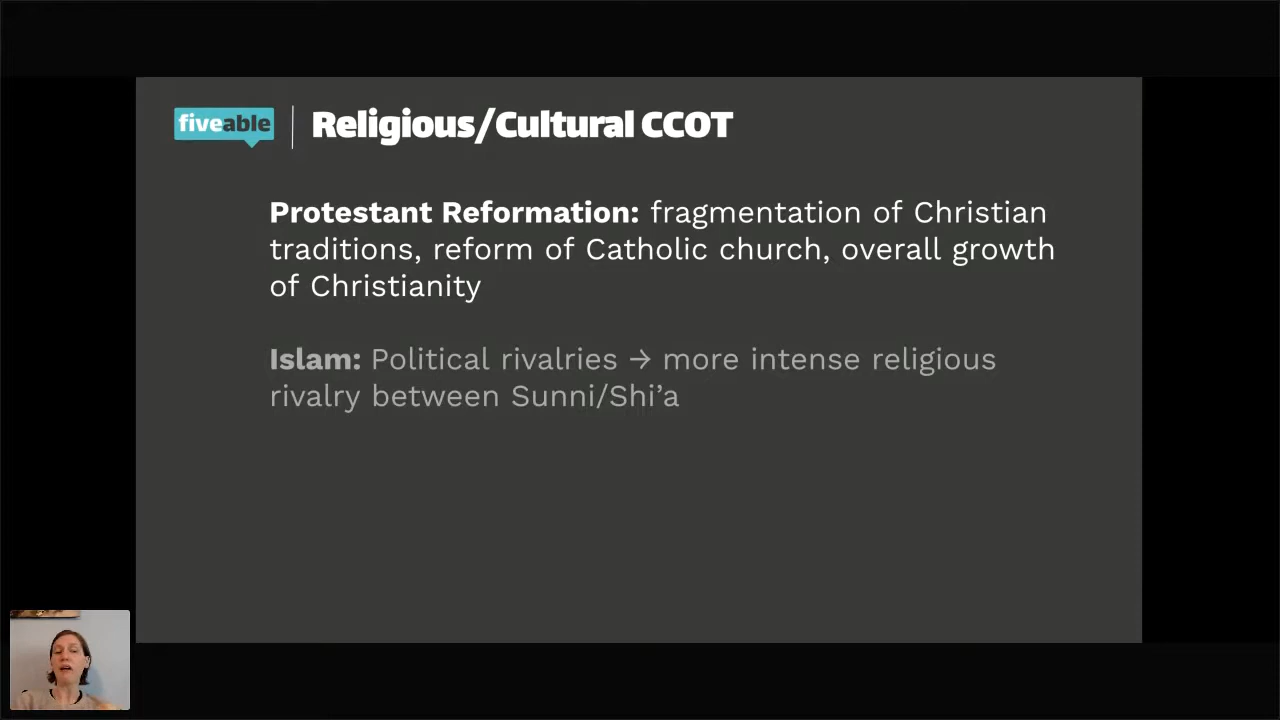 fiveable
Religious/Cultural CCOT
Protestant Reformation: fragmentation of Christian
traditions, reform of Catholic church, overall growth
of Christianity
Islam: Political rivalries → more intense religious
rivalry between Sunni/Shi’a